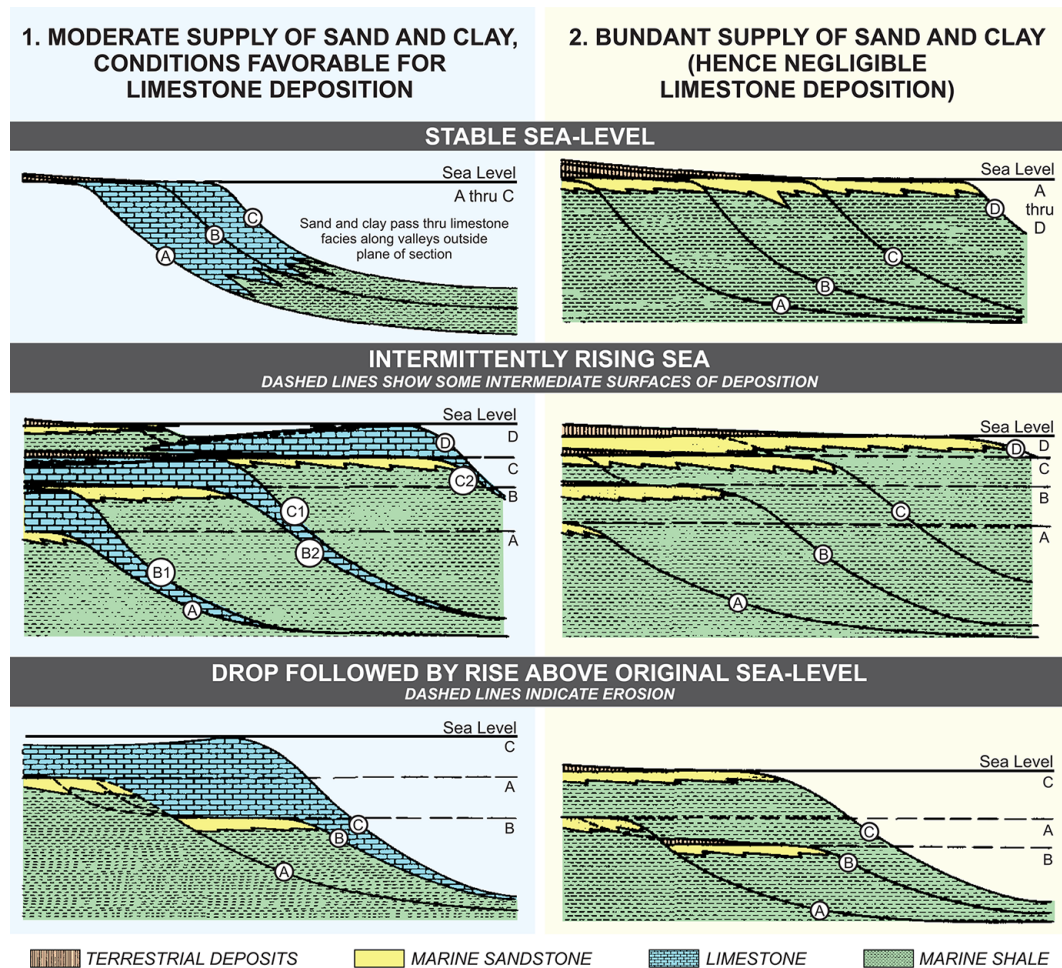 1. MODERATE SUPPLY OF SAND AND CLAY,
CONDITIONS FAVORABLE FOR
LIMESTONE DEPOSITION
2. BUNDANT SUPPLY OF SAND AND CLAY
(HENCE NEGLIGIBLE
LIMESTONE DEPOSITION)
STABLE SEA-LEVEL
Sea Level
A thru C
Sand and clay pass thru limestone
facies along valleys outside
plane of section
C
B
A
Sea Level
A
thru
D
D
C
B
A
INTERMITTENTLY RISING SEA
DASHED LINES SHOW SOME INTERMEDIATE SURFACES OF DEPOSITION
Sea Level
D
C
B
A
D
C2
C1
B2
B1
A
Sea Level
D
C
B
A
D
C
B
A
DROP FOLLOWED BY RISE ABOVE ORIGINAL SEA-LEVEL
DASHED LINES INDICATE EROSION
Sea Level
C
A
B
C
B
A
Sea Level
C
A
B
C
B
A
TERRESTRIAL DEPOSITS
MARINE SANDSTONE
LIMESTONE
MARINE SHALE